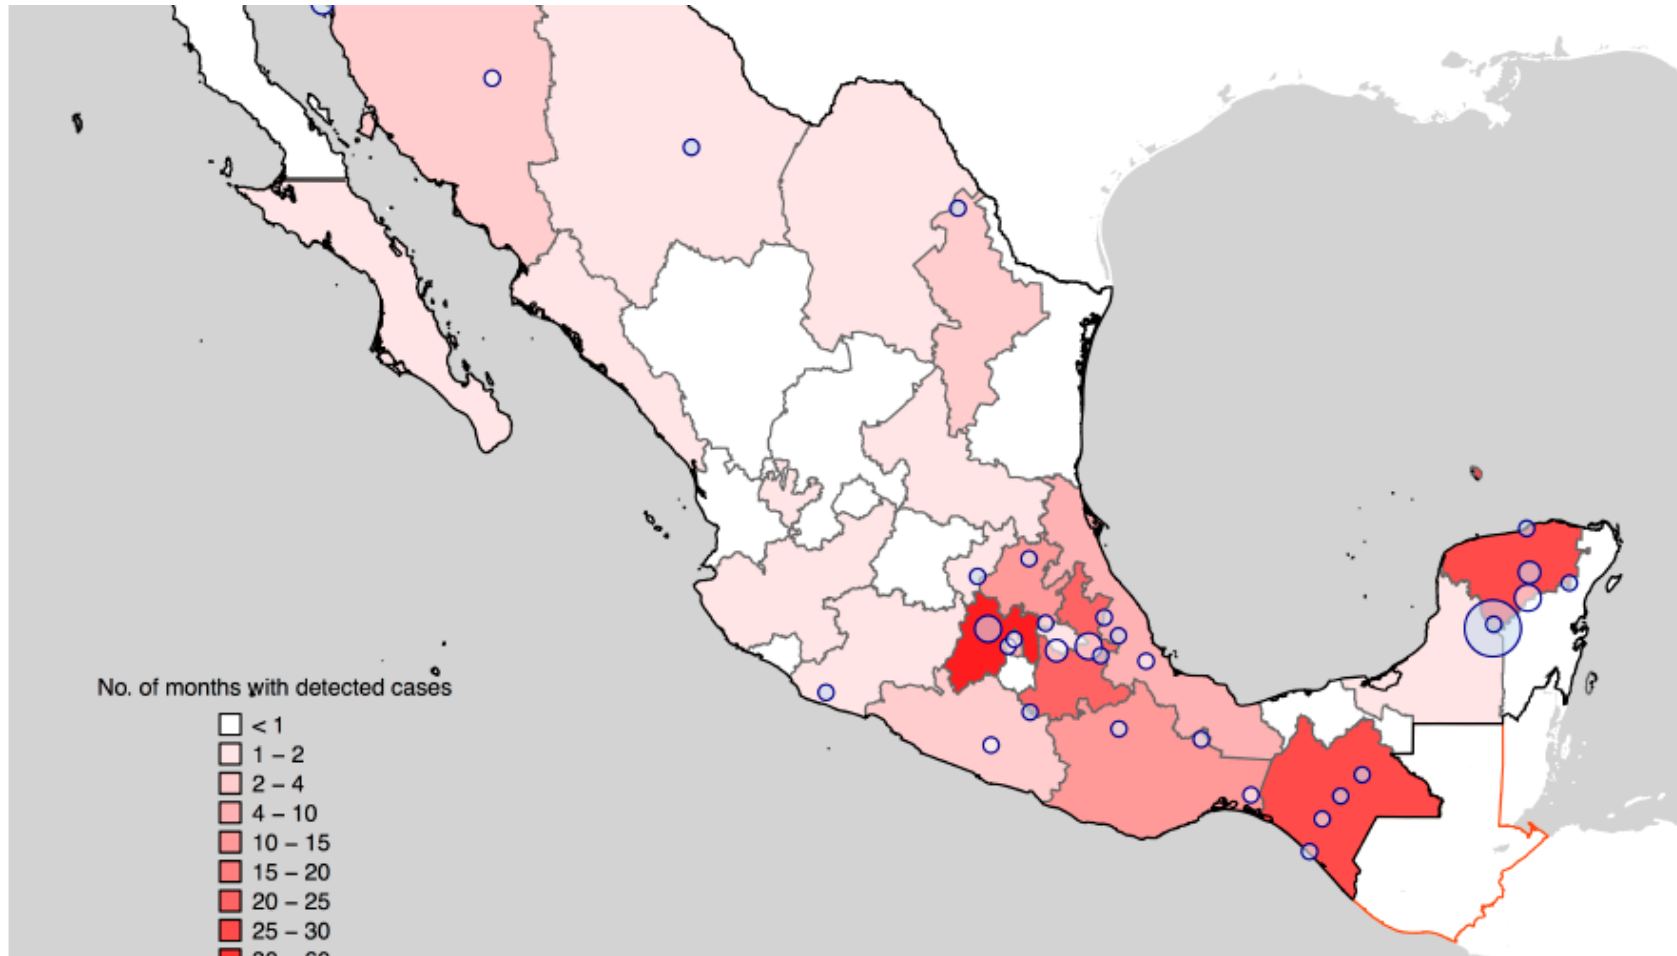 No. of months with detected cases
< 1
1 – 2
2 – 4
4 – 10
10 – 15
15 – 20
20 – 25
25 – 30